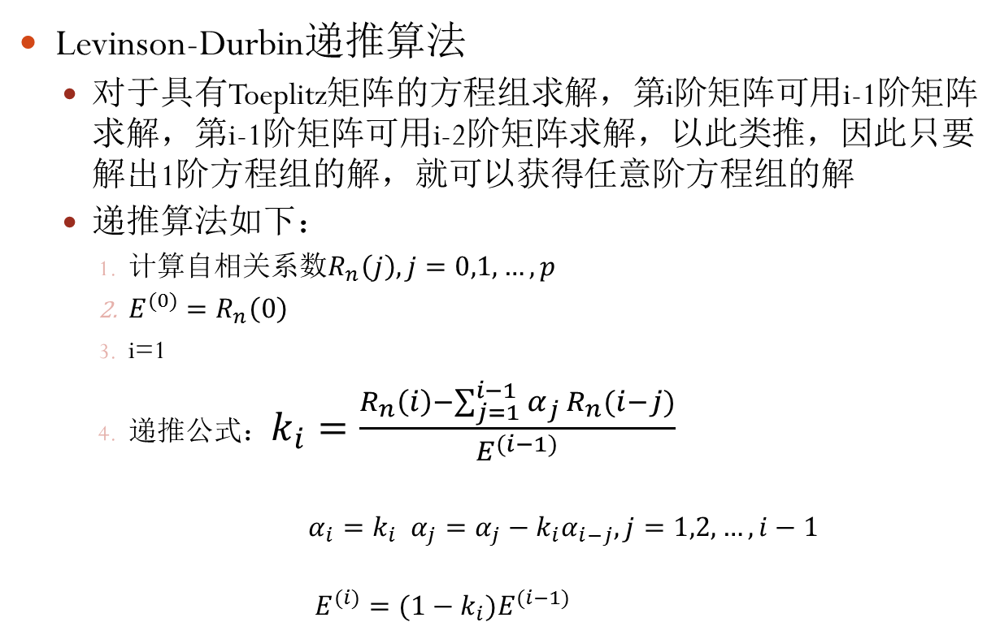 • Levinson-Durbin递推算法
• 对于具有Toeplitz矩阵的方程组求解，第i阶矩阵可用i-1阶矩阵
求解，第i-1阶矩阵可用i-2阶矩阵求解，以此类推，因此只要
解出1阶方程组的解，就可以获得任意阶方程组的解
• 递推算法如下：
1. 计算自相关系数$R_n(j), j = 0,1, \dots, p$
2. $E^{(0)} = R_n(0)$
3. i=1
4. 递推公式：$k_i = \frac{R_n(i) - \sum_{j=1}^{i-1} \alpha_j R_n(i-j)}{E^{(i-1)}}$
$\alpha_i = k_i \;\; \alpha_j = \alpha_j - k_i \alpha_{i-j}, j = 1,2, \dots, i-1$
$E^{(i)} = (1 - k_i)E^{(i-1)}$